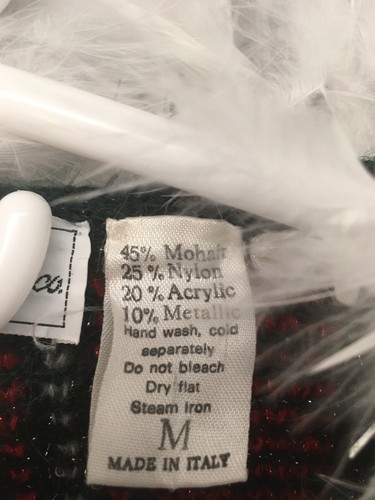 co.
45% Mohair
25% Nylon
20% Acrylic
10% Metallic
Hand wash, cold
separately
Do not bleach
Dry flat
Steam iron
M
MADE IN ITALY